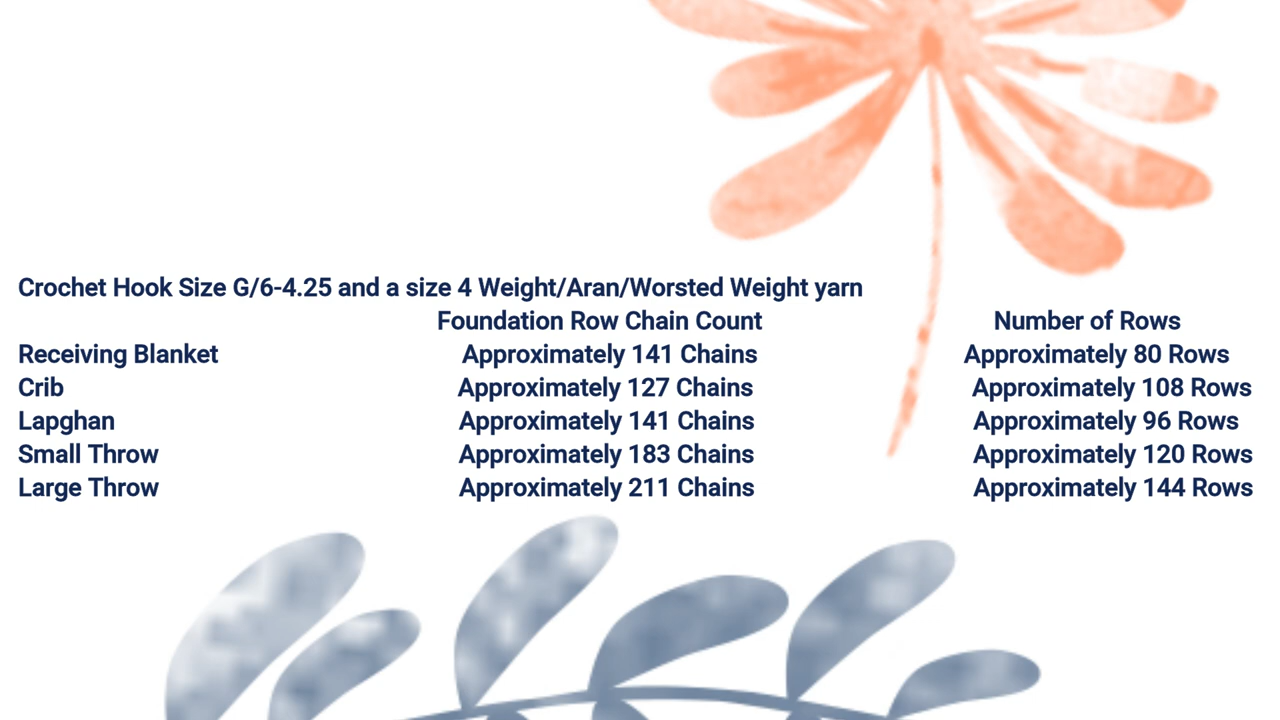 Crochet Hook Size G/6-4.25 and a size 4 Weight/Aran/Worsted Weight yarn
Foundation Row Chain Count Number of Rows
Receiving Blanket Approximately 141 Chains Approximately 80 Rows
Crib Approximately 127 Chains Approximately 108 Rows
Lapghan Approximately 141 Chains Approximately 96 Rows
Small Throw Approximately 183 Chains Approximately 120 Rows
Large Throw Approximately 211 Chains Approximately 144 Rows